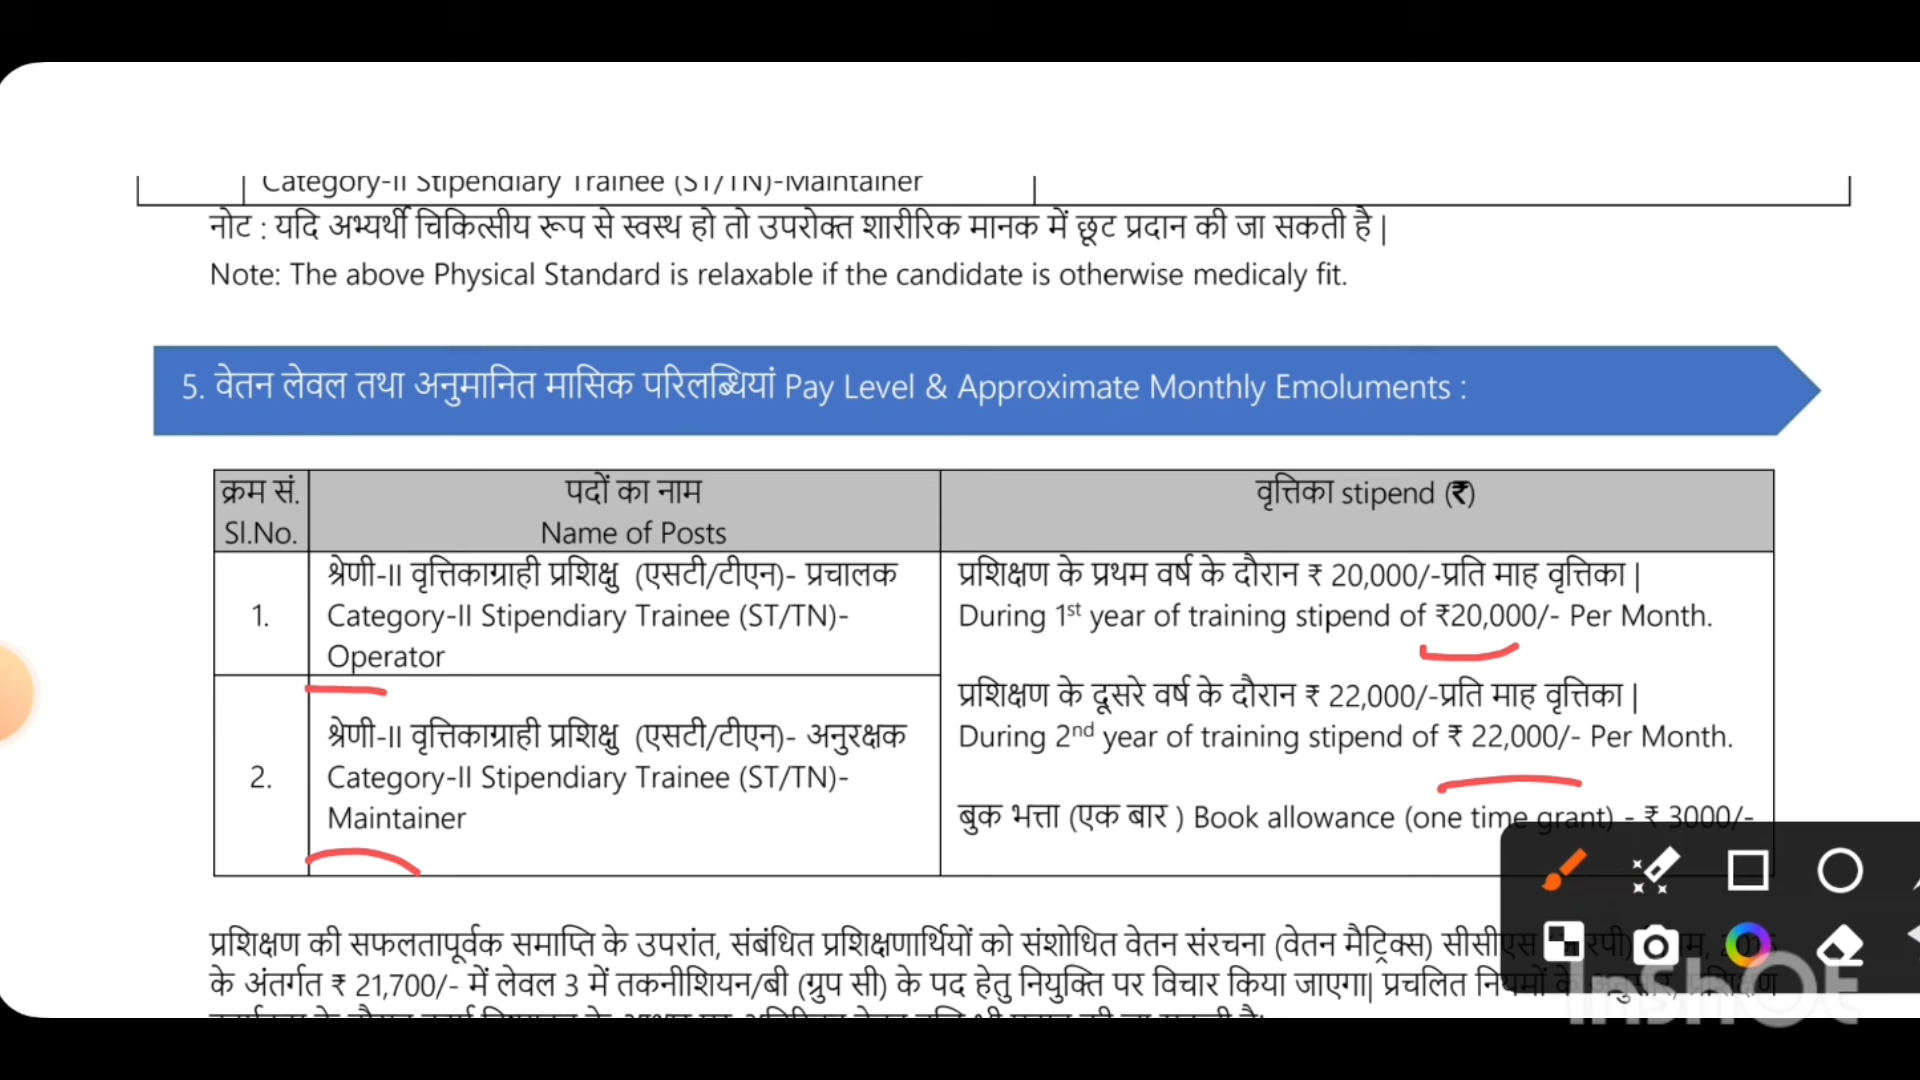 Category-II Stipendiary Trainee (ST/TN)-Maintainer
नोट : यदि अभ्यर्थी चिकित्सीय रूप से स्वस्थ हो तो उपरोक्त शारीरिक मानक में छूट प्रदान की जा सकती है |
Note: The above Physical Standard is relaxable if the candidate is otherwise medicaly fit.
5. वेतन लेवल तथा अनुमानित मासिक परिलब्धियां Pay Level & Approximate Monthly Emoluments :
क्रम सं.
Sl.No.
पदों का नाम
Name of Posts
वृत्तिका stipend (₹)
1.
श्रेणी-II वृत्तिकाग्राही प्रशिक्षु (एसटी/टीएन)- प्रचालक
Category-II Stipendiary Trainee (ST/TN)-
Operator
प्रशिक्षण के प्रथम वर्ष के दौरान ₹ 20,000/-प्रति माह वृत्तिका |
During 1st year of training stipend of ₹20,000/- Per Month.
प्रशिक्षण के दूसरे वर्ष के दौरान ₹ 22,000/-प्रति माह वृत्तिका |
During 2nd year of training stipend of ₹ 22,000/- Per Month.
बुक भत्ता (एक बार ) Book allowance (one time grant) - ₹ 3000/-
2.
श्रेणी-II वृत्तिकाग्राही प्रशिक्षु (एसटी/टीएन)- अनुरक्षक
Category-II Stipendiary Trainee (ST/TN)-
Maintainer
प्रशिक्षण की सफलतापूर्वक समाप्ति के उपरांत, संबंधित प्रशिक्षणार्थियों को संशोधित वेतन संरचना (वेतन मैट्रिक्स) सीसीएस
के अंतर्गत ₹ 21,700/- में लेवल 3 में तकनीशियन/बी (ग्रुप सी) के पद हेतु नियुक्ति पर विचार किया जाएगा| प्रचलित नियमों के
InShOt